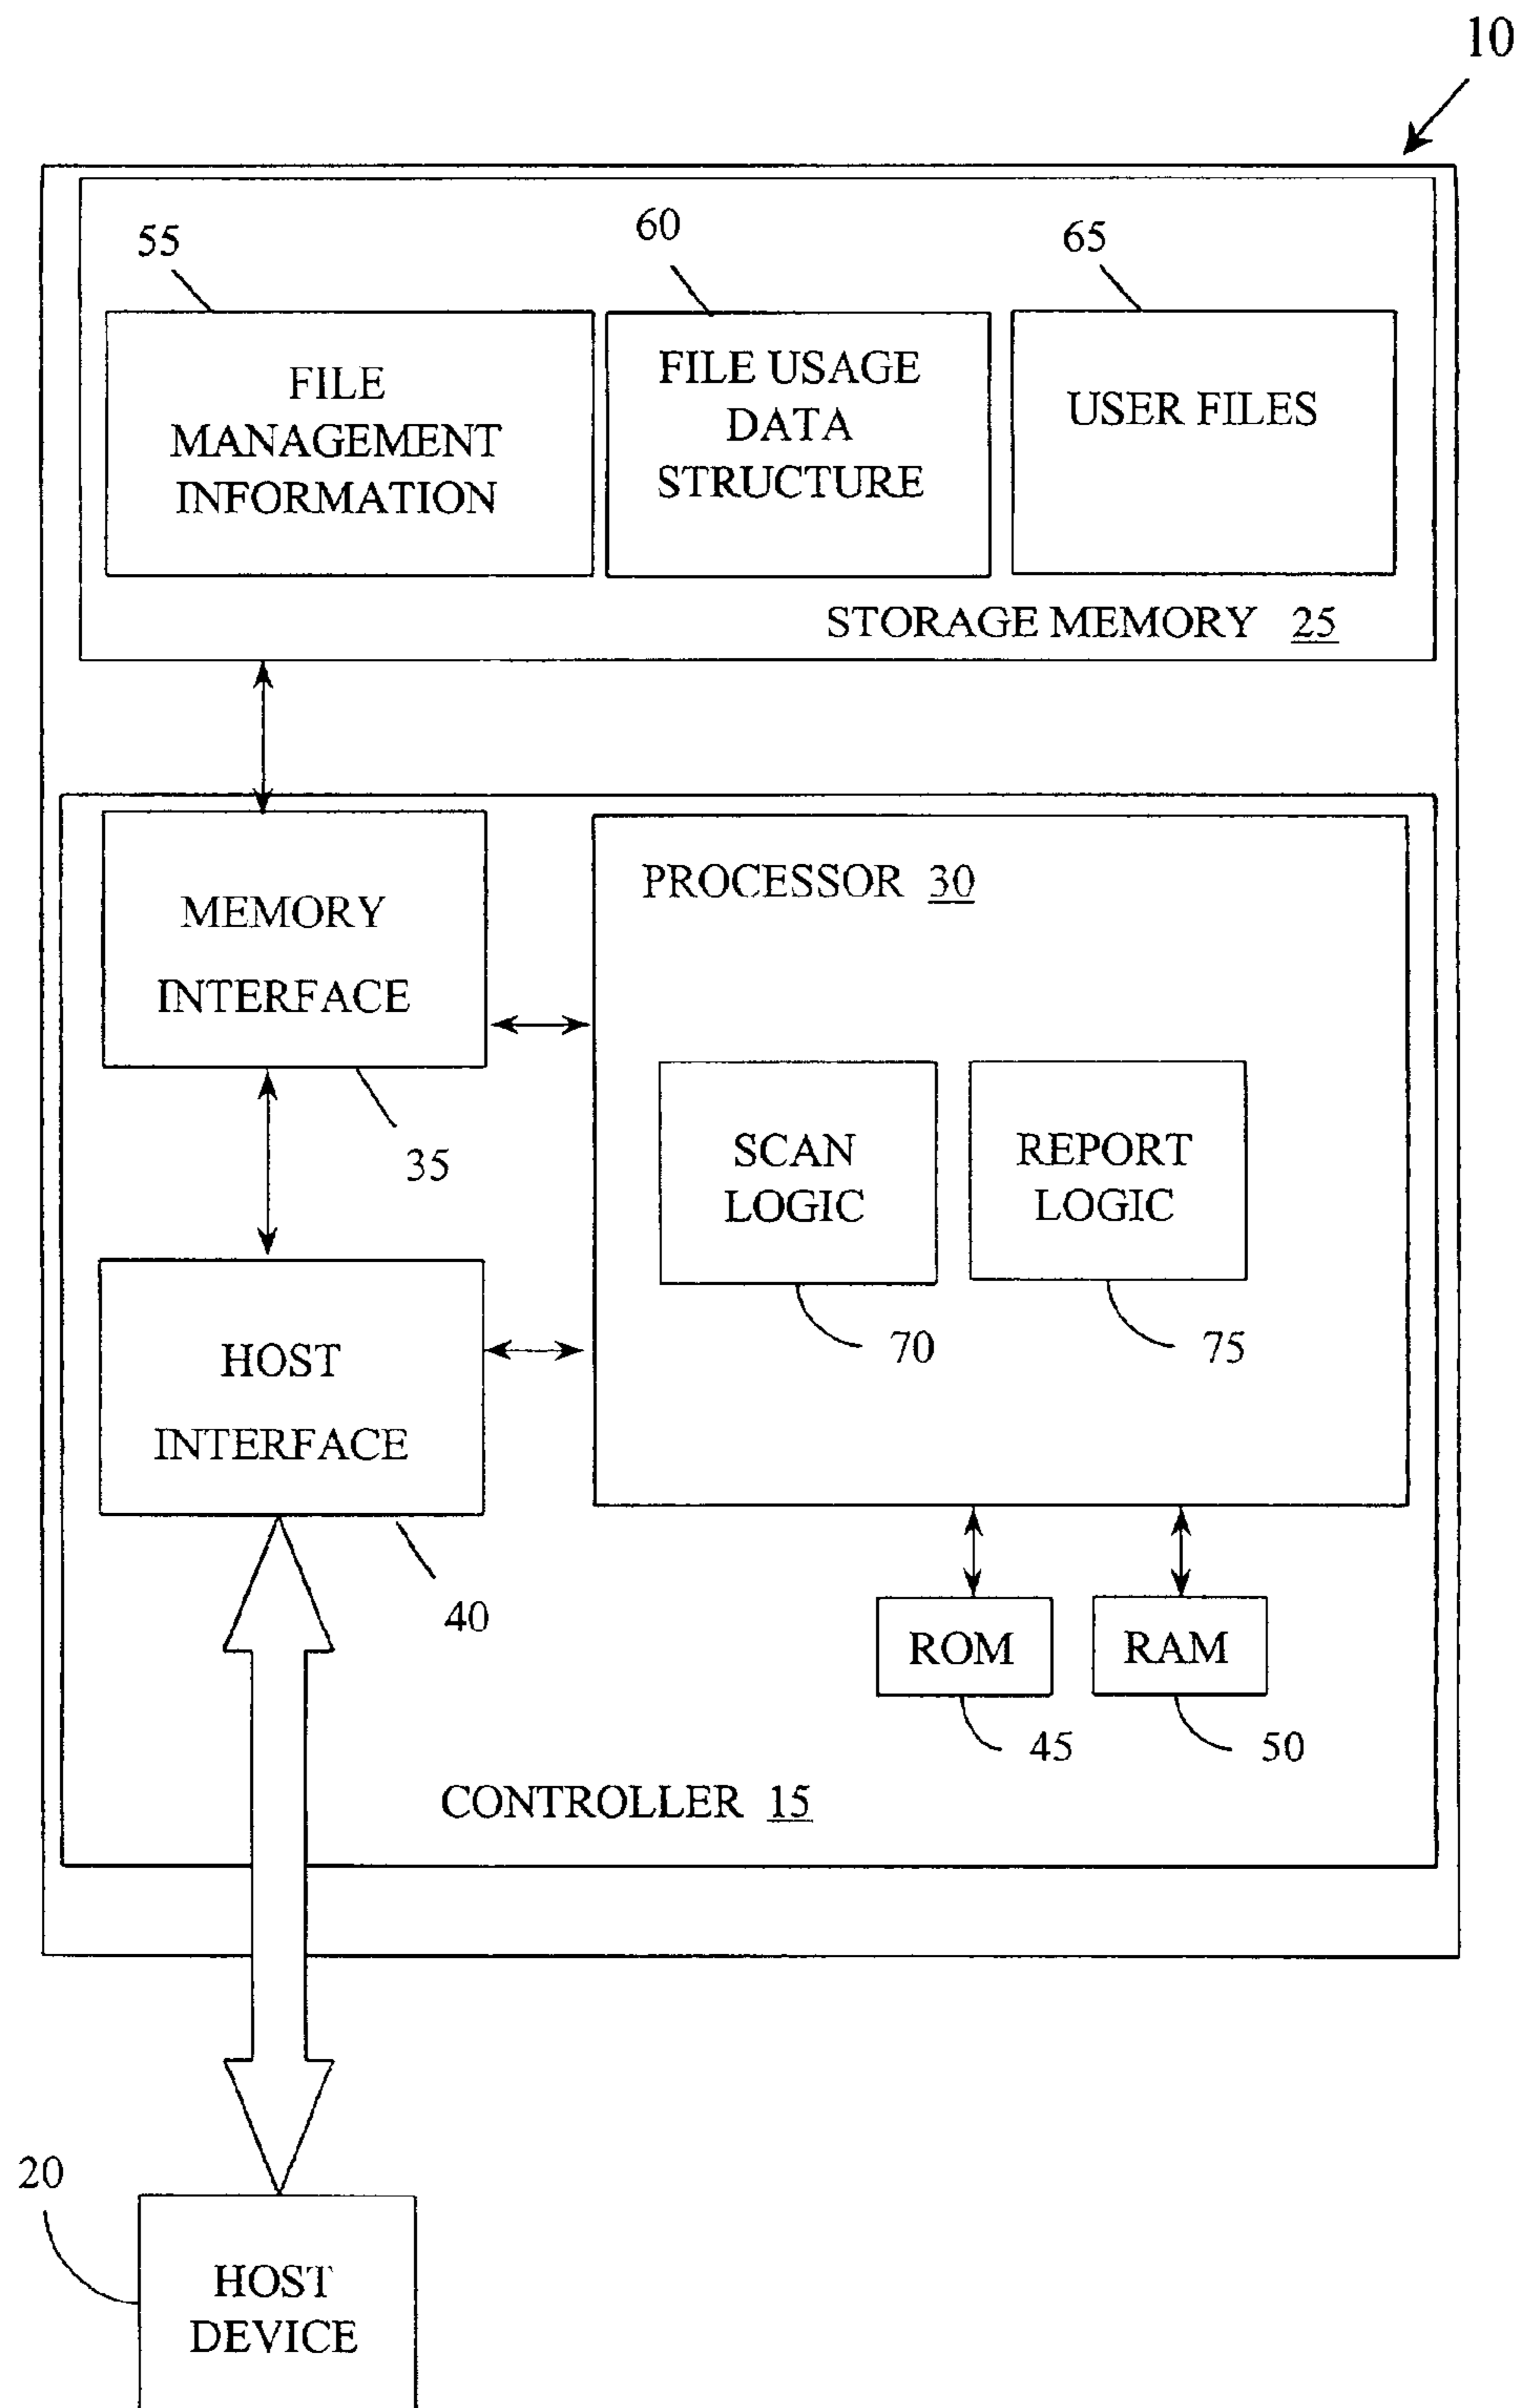 10
55
60
65
FILE
MANAGEMENT
INFORMATION
FILE USAGE
DATA
STRUCTURE
USER FILES
STORAGE MEMORY 25
MEMORY
INTERFACE
35
PROCESSOR 30
SCAN
LOGIC
70
REPORT
LOGIC
75
HOST
INTERFACE
40
ROM
45
RAM
50
CONTROLLER 15
20
HOST
DEVICE